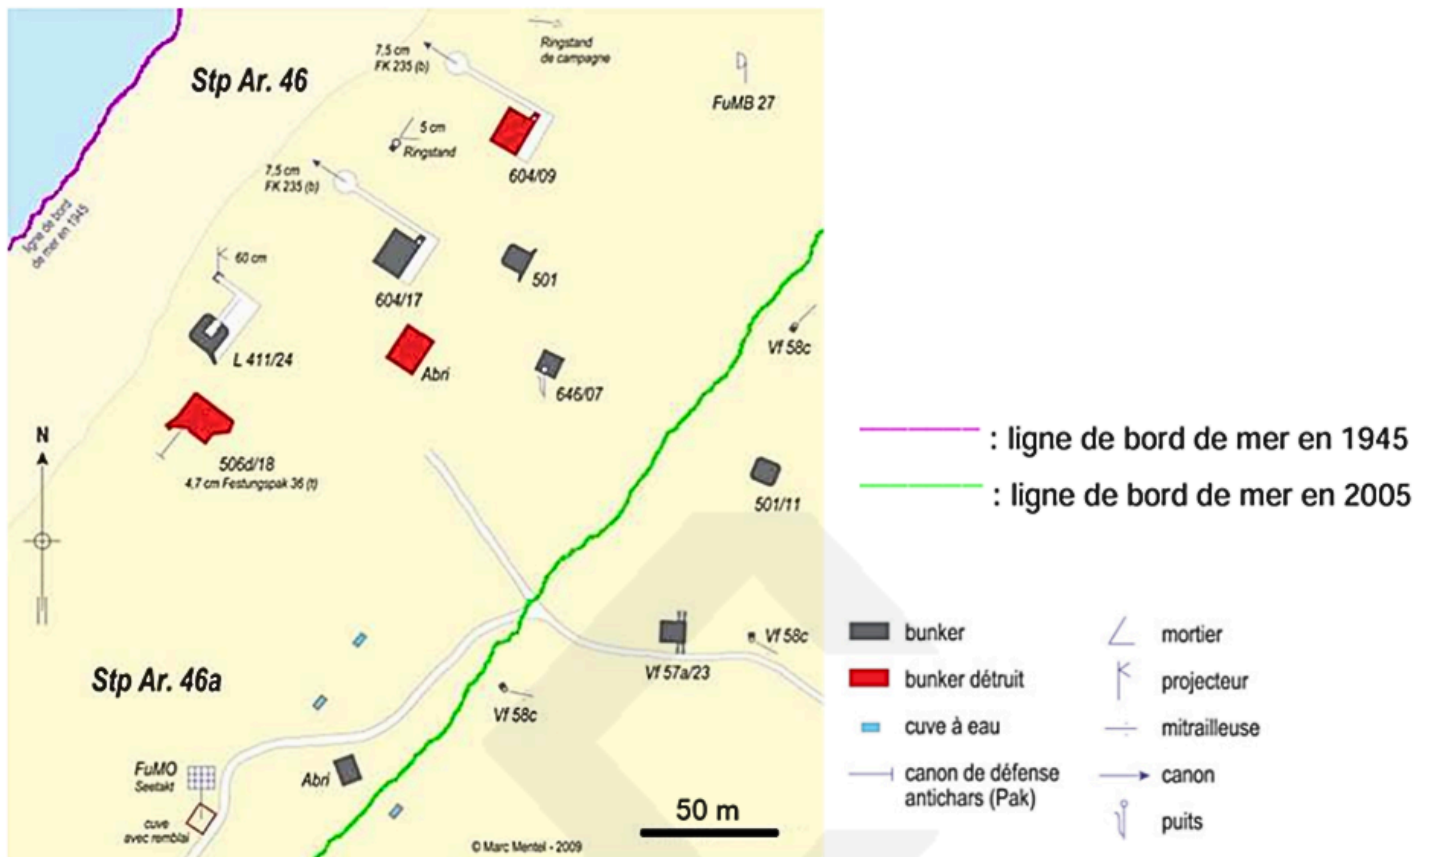 Stp Ar. 46
7,5 cm
FK 235 (b)
Ringstand
de campagne
FuMB 27
5 cm
Ringstand
604/09
7,5 cm
FK 235 (b)
ligne de bord
de mer en 1945
60 cm
501
604/17
L 411/24
Abri
646/07
Vf 58c
N
506d/18
4,7 cm Festungspak 36 (t)
501/11
: ligne de bord de mer en 1945
: ligne de bord de mer en 2005
Stp Ar. 46a
Vf 57a/23
Vf 58c
Vf 58c
FuMO
Seetakt
Abri
cuve
avec remblai
50 m
© Marc Mentel - 2009
bunker
bunker détruit
cuve à eau
canon de défense
antichars (Pak)
mortier
projecteur
mitrailleuse
canon
puits